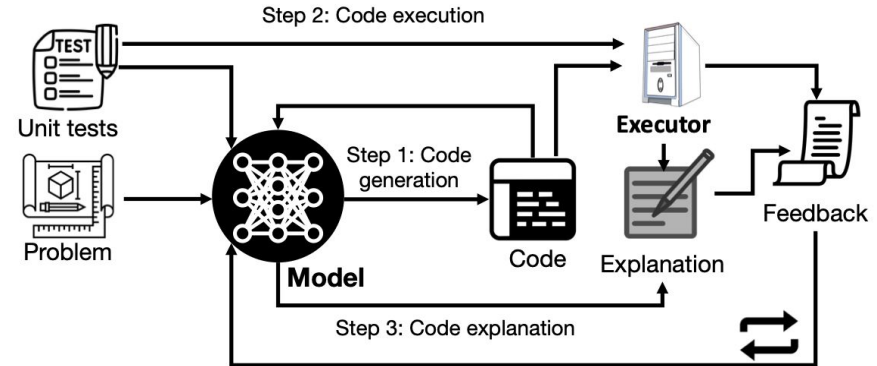 Step 2: Code execution
TEST
Unit tests
Executor
Step 1: Code
generation
Problem
Model
Code
Explanation
Feedback
Step 3: Code explanation